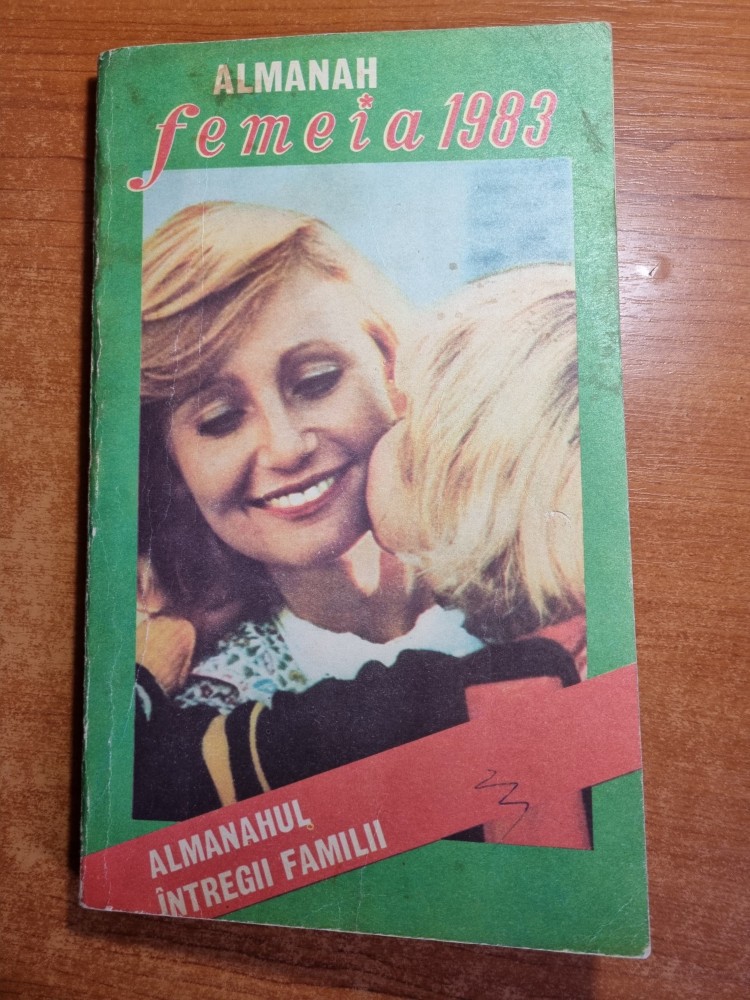 ALMANAH
femeia 1983
ALMANAHUL
ÎNTREGII FAMILII